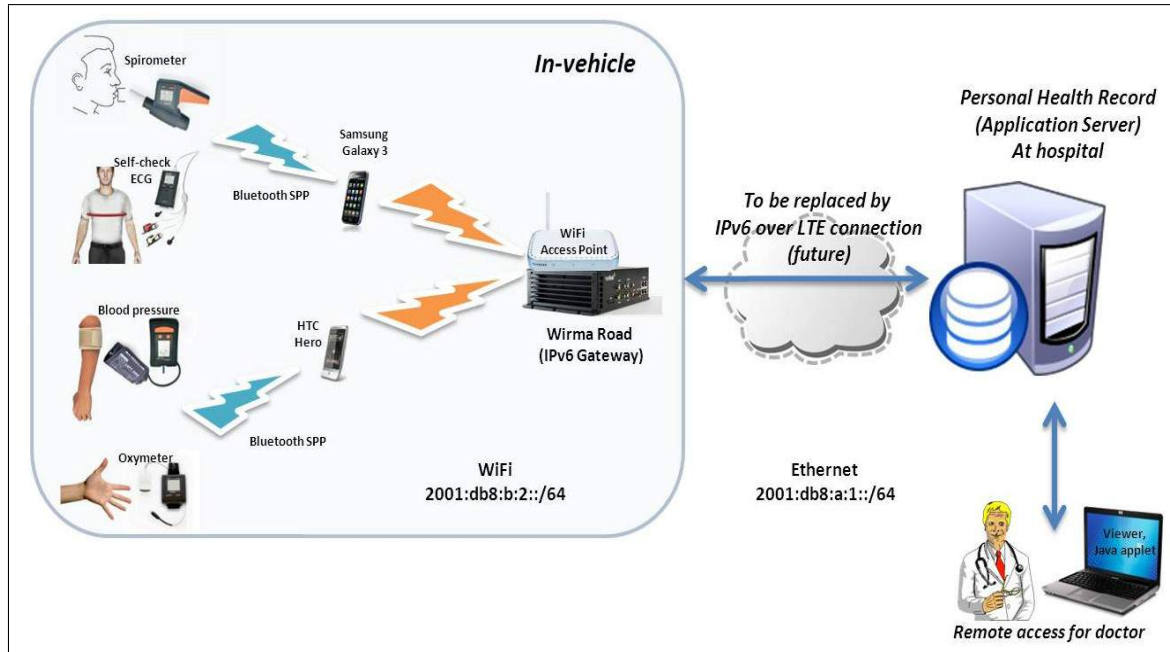 In-vehicle
Spirometer
Samsung
Galaxy 3
Self-check
ECG
Bluetooth SPP
WiFi
Access Point
Blood pressure
HTC
Hero
Wirma Road
(IPv6 Gateway)
Bluetooth SPP
Oxymeter
WiFi
2001:db8:b:2::/64
Personal Health Record
(Application Server)
At hospital
To be replaced by
IPv6 over LTE connection
(future)
Ethernet
2001:db8:a:1::/64
Viewer,
Java applet
Remote access for doctor